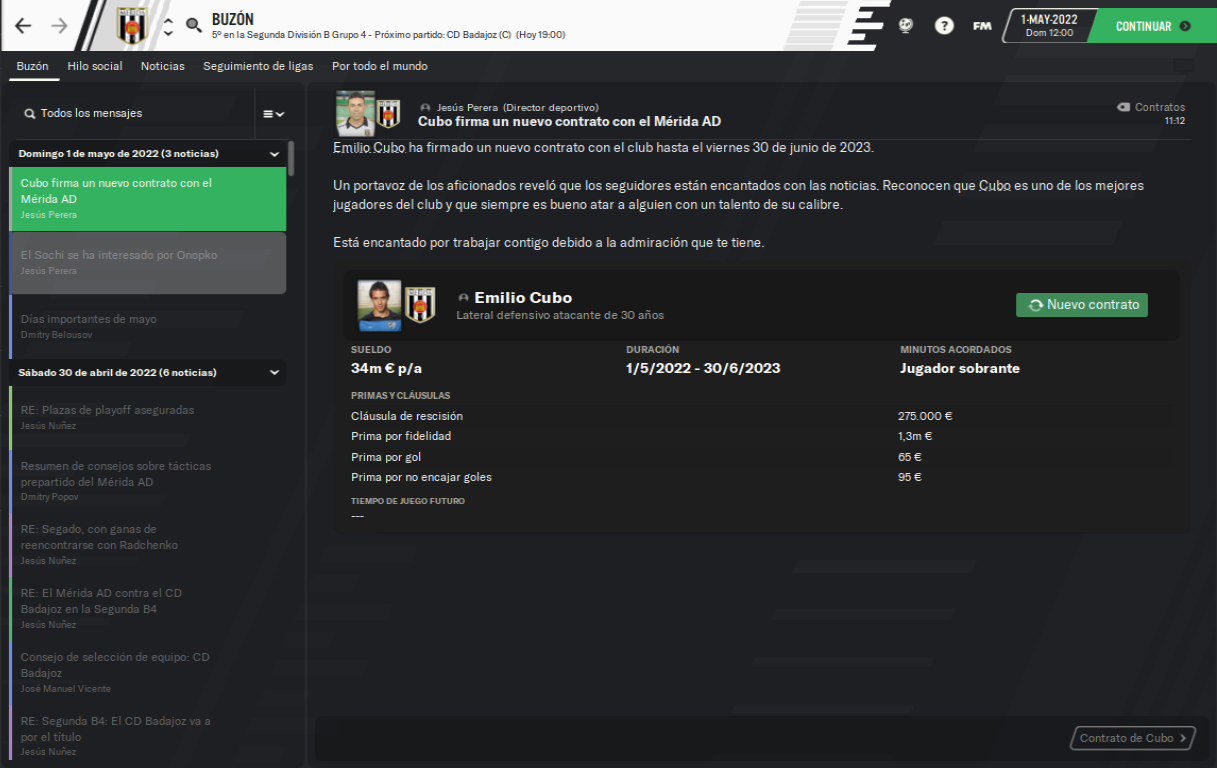 BUZÓN
5º en la Segunda División B Grupo 4 - Próximo partido: CD Badajoz (C) (Hoy 19:00)
?
FM
1-MAY-2022
Dom 12:00
CONTINUAR
Buzón
Hilo social
Noticias
Seguimiento de ligas
Por todo el mundo
Todos los mensajes
Domingo 1 de mayo de 2022 (3 noticias)
Cubo firma un nuevo contrato con el
Mérida AD
Jesús Perera
El Sochi se ha interesado por Onopko
Jesús Perera
Días importantes de mayo
Dmitry Belousov
Sábado 30 de abril de 2022 (6 noticias)
RE: Plazas de playoff aseguradas
Jesús Nuñez
Resumen de consejos sobre tácticas
prepartido del Mérida AD
Dmitry Popov
RE: Segado, con ganas de
reencontrarse con Radchenko
Jesús Nuñez
RE: El Mérida AD contra el CD
Badajoz en la Segunda B4
Jesús Nuñez
Consejo de selección de equipo: CD
Badajoz
José Manuel Vicente
RE: Segunda B4: El CD Badajoz va a
por el título
Jesús Nuñez
Jesús Perera (Director deportivo)
Cubo firma un nuevo contrato con el Mérida AD
Contratos
11:12
Emilio Cubo ha firmado un nuevo contrato con el club hasta el viernes 30 de junio de 2023.
Un portavoz de los aficionados reveló que los seguidores están encantados con las noticias. Reconocen que Cubo es uno de los mejores
jugadores del club y que siempre es bueno atar a alguien con un talento de su calibre.
Está encantado por trabajar contigo debido a la admiración que te tiene.
Emilio Cubo
Lateral defensivo atacante de 30 años
Nuevo contrato
SUELDO
DURACIÓN
MINUTOS ACORDADOS
34m € p/a
1/5/2022 - 30/6/2023
Jugador sobrante
PRIMAS Y CLÁUSULAS
Cláusula de rescisión
275.000 €
Prima por fidelidad
1,3m €
Prima por gol
65 €
Prima por no encajar goles
95 €
TIEMPO DE JUEGO FUTURO
---
Contrato de Cubo